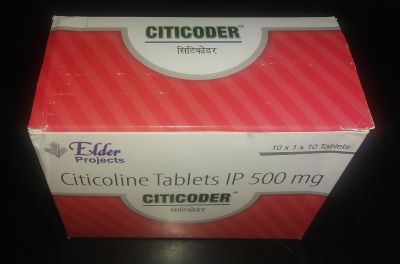 CITICODER™
सिटिकोडर
Elder
Projects
10 x 1 x 10 Tablets
Citicoline Tablets IP 500 mg
CITICODER™
सिटिकोडर